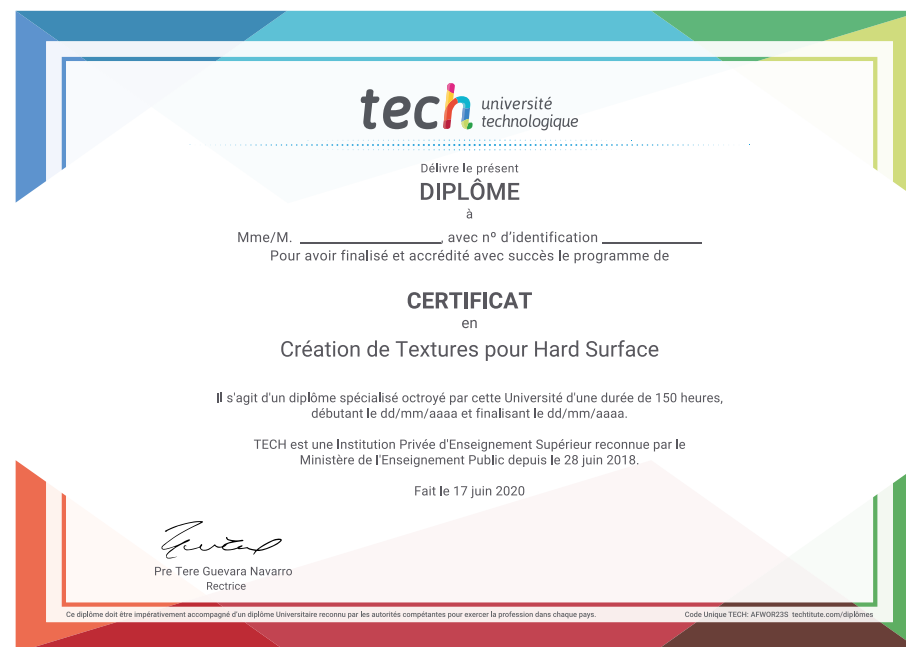 tech université
technologique
Délivre le présent
DIPLÔME
à
Mme/M. ____________, avec nº d'identification ____________
Pour avoir finalisé et accrédité avec succès le programme de
CERTIFICAT
en
Création de Textures pour Hard Surface
Il s'agit d'un diplôme spécialisé octroyé par cette Université d'une durée de 150 heures,
débutant le dd/mm/aaaa et finalisant le dd/mm/aaaa.
TECH est une Institution Privée d'Enseignement Supérieur reconnue par le
Ministère de l'Enseignement Public depuis le 28 juin 2018.
Fait le 17 juin 2020
Pre Tere Guevara Navarro
Rectrice
Ce diplôme doit être impérativement accompagné d'un diplôme Universitaire reconnu par les autorités compétantes pour exercer la profession dans chaque pays.
Code Unique TECH: AFWOR23S techtitute.com/diplômes